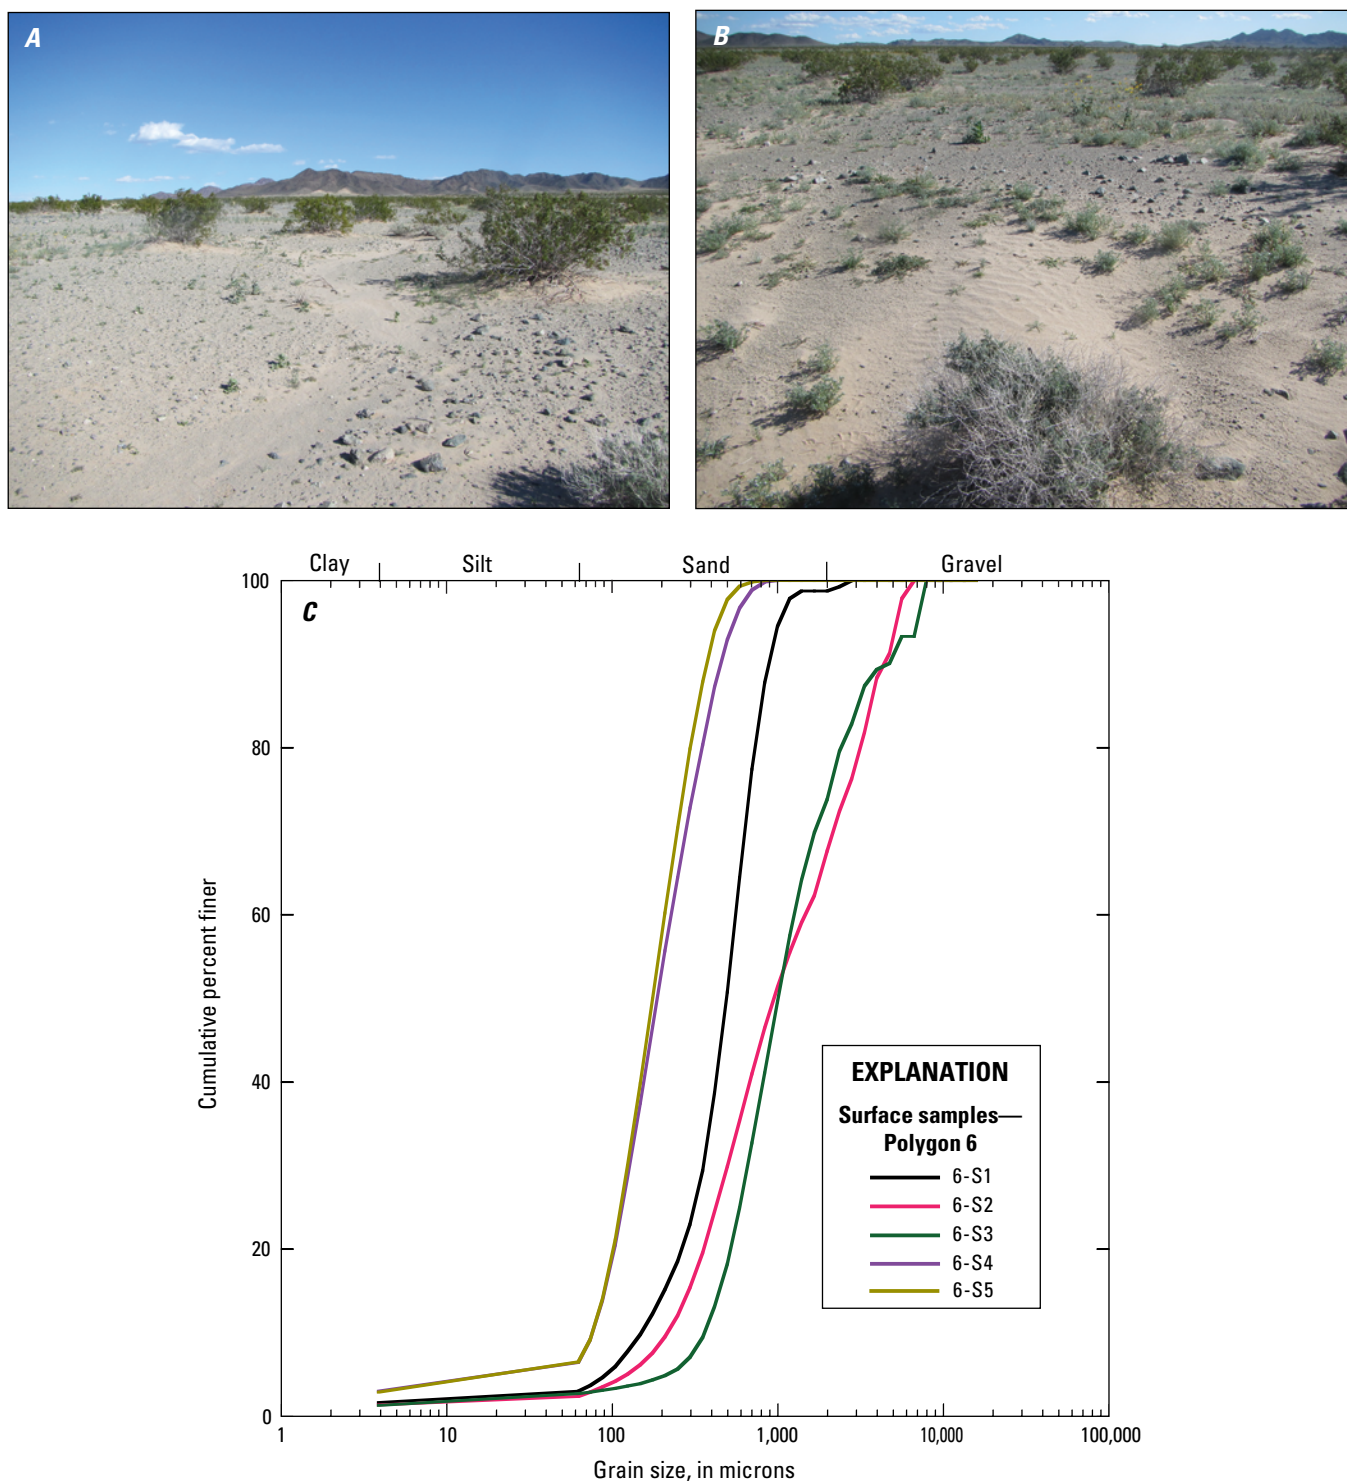 A
B
Clay Silt Sand Gravel
C
100
80
60
40
20
0
Cumulative percent finer
EXPLANATION
Surface samples—
Polygon 6
6-S1
6-S2
6-S3
6-S4
6-S5
1 10 100 1,000 10,000 100,000
Grain size, in microns